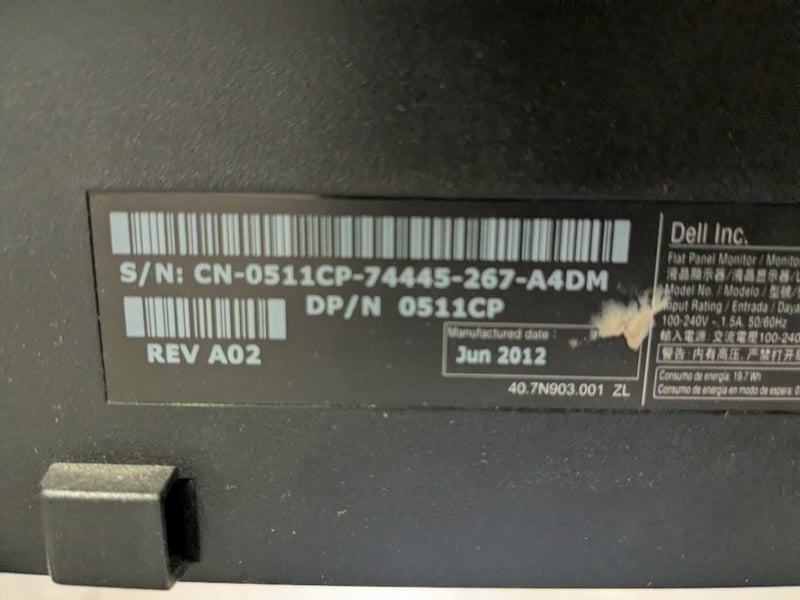 S/N: CN-0511CP-74445-267-A4DM
DP/N 0511CP
REV A02
Manufactured date :
Jun 2012
40.7N903.001 ZL
Dell Inc.
Flat Panel Monitor / Monito
液晶顯示器/液晶显示器/
Model No. / Modelo / 型號/
Input Rating / Entrada / Daya
100-240V~, 1.5A, 50/60Hz
輸入電源 交流電壓100-240
警告 内有高压, 严禁打开
Consumo de energía: 19.7 Wh
Consumo de energía en modo de espera: 0